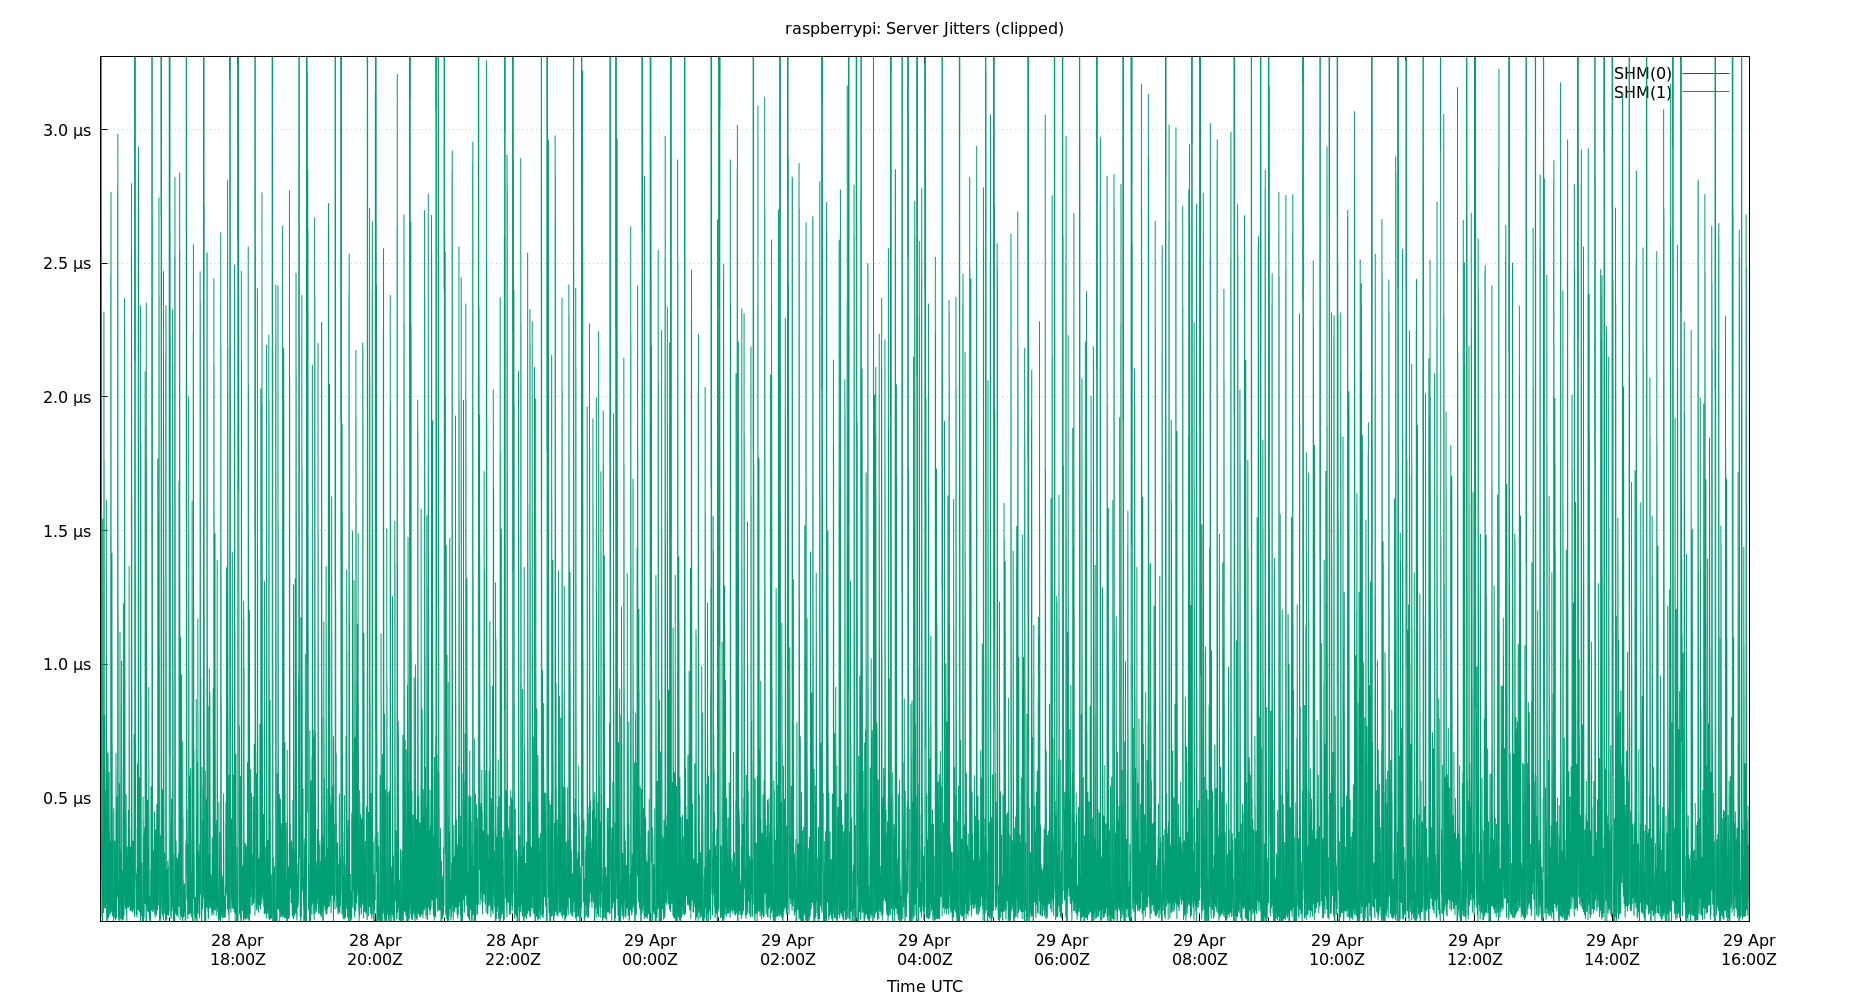 raspberrypi: Server Jitters (clipped)
SHM(0)
SHM(1)
3.0 µs
2.5 µs
2.0 µs
1.5 µs
1.0 µs
0.5 µs
28 Apr 28 Apr 28 Apr 29 Apr 29 Apr 29 Apr 29 Apr 29 Apr 29 Apr 29 Apr 29 Apr 29 Apr
18:00Z 20:00Z 22:00Z 00:00Z 02:00Z 04:00Z 06:00Z 08:00Z 10:00Z 12:00Z 14:00Z 16:00Z
Time UTC